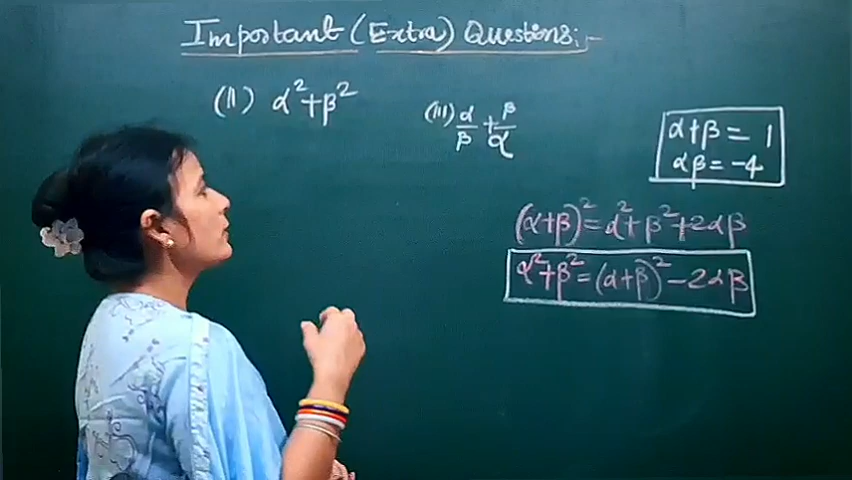 Important (Extra) Questions:-
(ii) α²+β²
(iii) α/β + β/α
α+β = 1
αβ = -4
(α+β)² = α²+β²+2αβ
α²+β² = (α+β)² - 2αβ